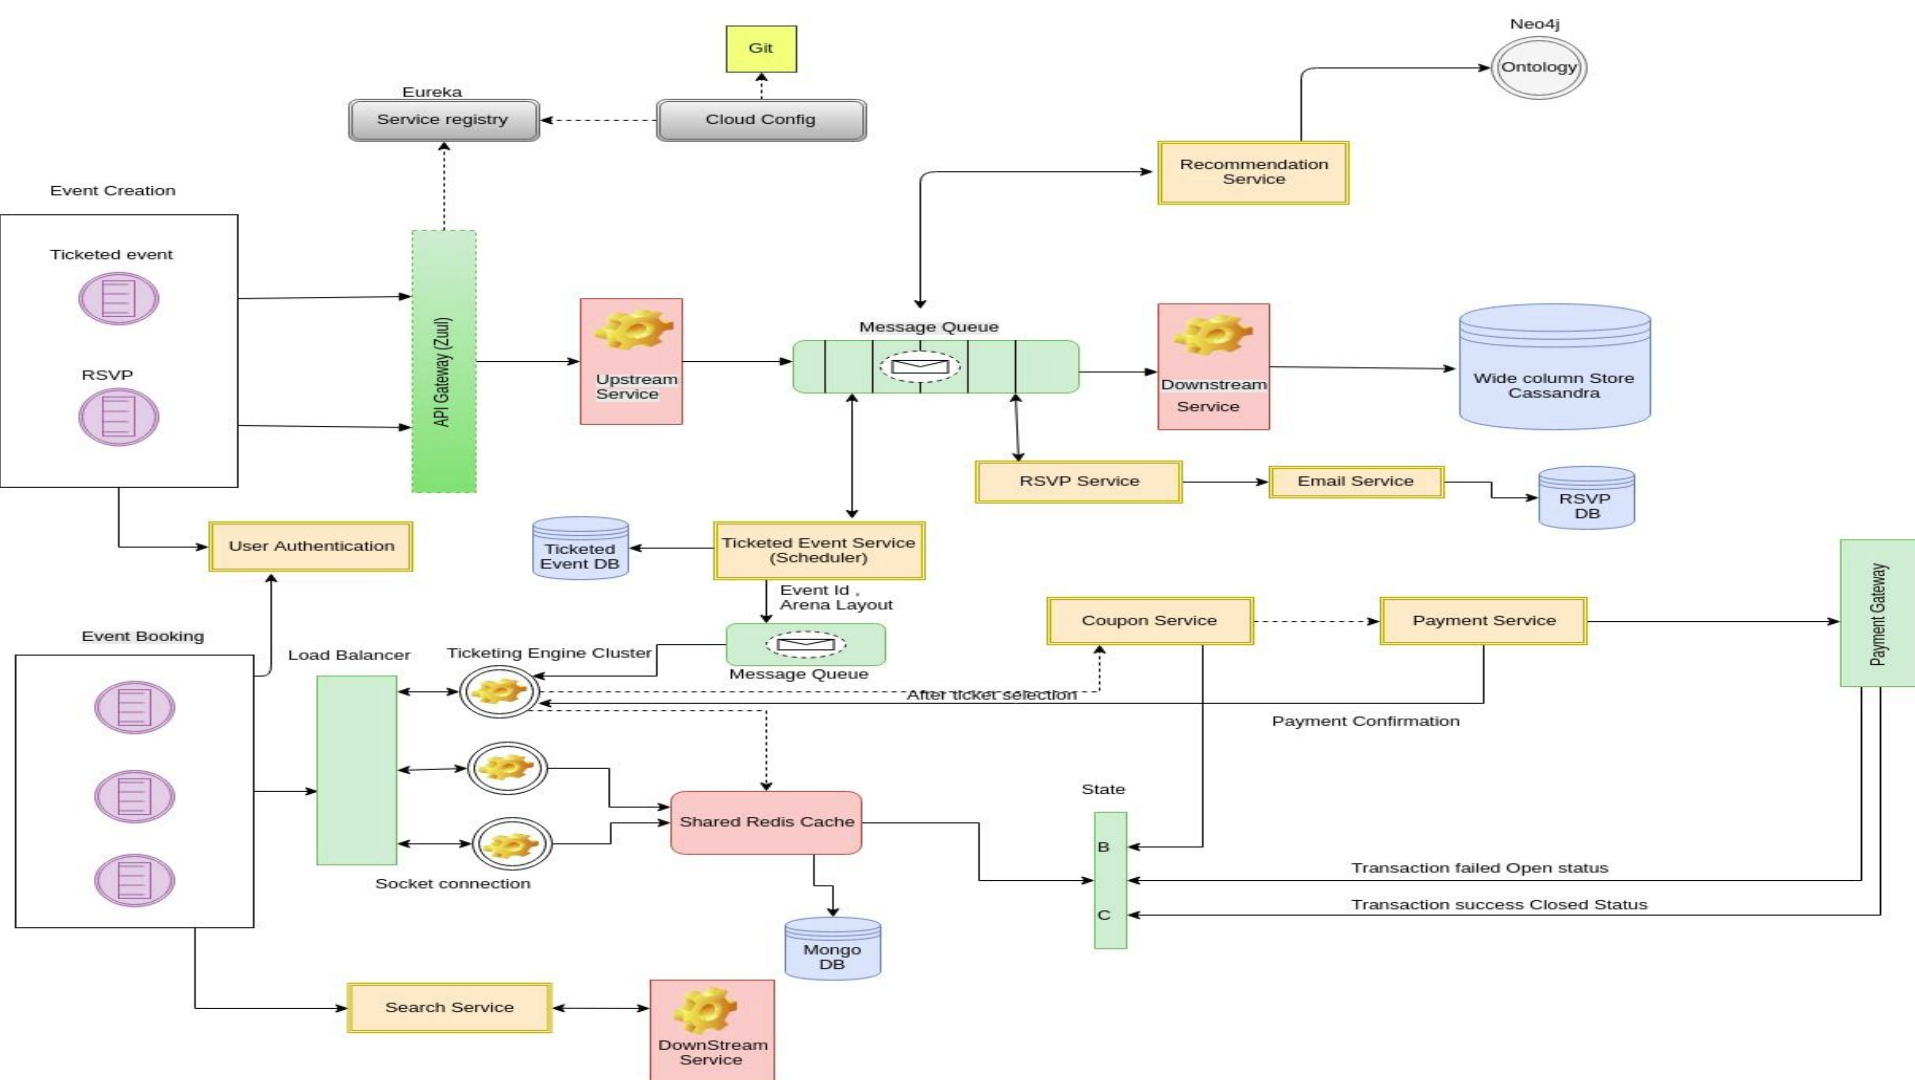 Neo4j
Git
Ontology
Eureka
Service registry
Cloud Config
Recommendation
Service
Event Creation
Ticketed event
RSVP
API Gateway (Zuul)
Upstream
Service
Message Queue
Downstream
Service
Wide column Store
Cassandra
RSVP Service
Email Service
RSVP
DB
User Authentication
Ticketed
Event DB
Ticketed Event Service
(Scheduler)
Event Id ,
Arena Layout
Coupon Service
Payment Service
Payment Gateway
Event Booking
Load Balancer
Ticketing Engine Cluster
Message Queue
After ticket selection
Payment Confirmation
State
Shared Redis Cache
B
Transaction failed Open status
Socket connection
C
Transaction success Closed Status
Mongo
DB
Search Service
DownStream
Service